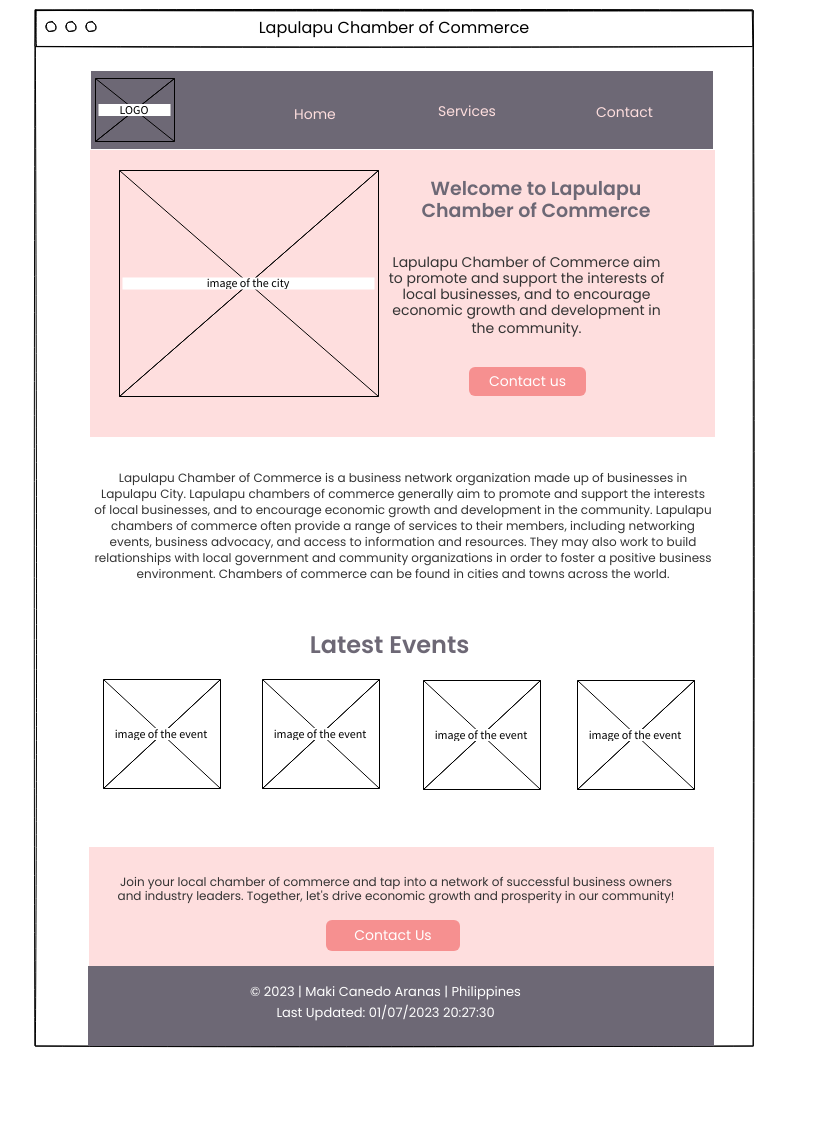 Lapulapu Chamber of Commerce
LOGO
Home
Services
Contact
image of the city
Welcome to Lapulapu
Chamber of Commerce
Lapulapu Chamber of Commerce aim
to promote and support the interests of
local businesses, and to encourage
economic growth and development in
the community.
Contact us
Lapulapu Chamber of Commerce is a business network organization made up of businesses in
Lapulapu City. Lapulapu chambers of commerce generally aim to promote and support the interests
of local businesses, and to encourage economic growth and development in the community. Lapulapu
chambers of commerce often provide a range of services to their members, including networking
events, business advocacy, and access to information and resources. They may also work to build
relationships with local government and community organizations in order to foster a positive business
environment. Chambers of commerce can be found in cities and towns across the world.
Latest Events
image of the event
image of the event
image of the event
image of the event
Join your local chamber of commerce and tap into a network of successful business owners
and industry leaders. Together, let's drive economic growth and prosperity in our community!
Contact Us
© 2023 | Maki Canedo Aranas | Philippines
Last Updated: 01/07/2023 20:27:30